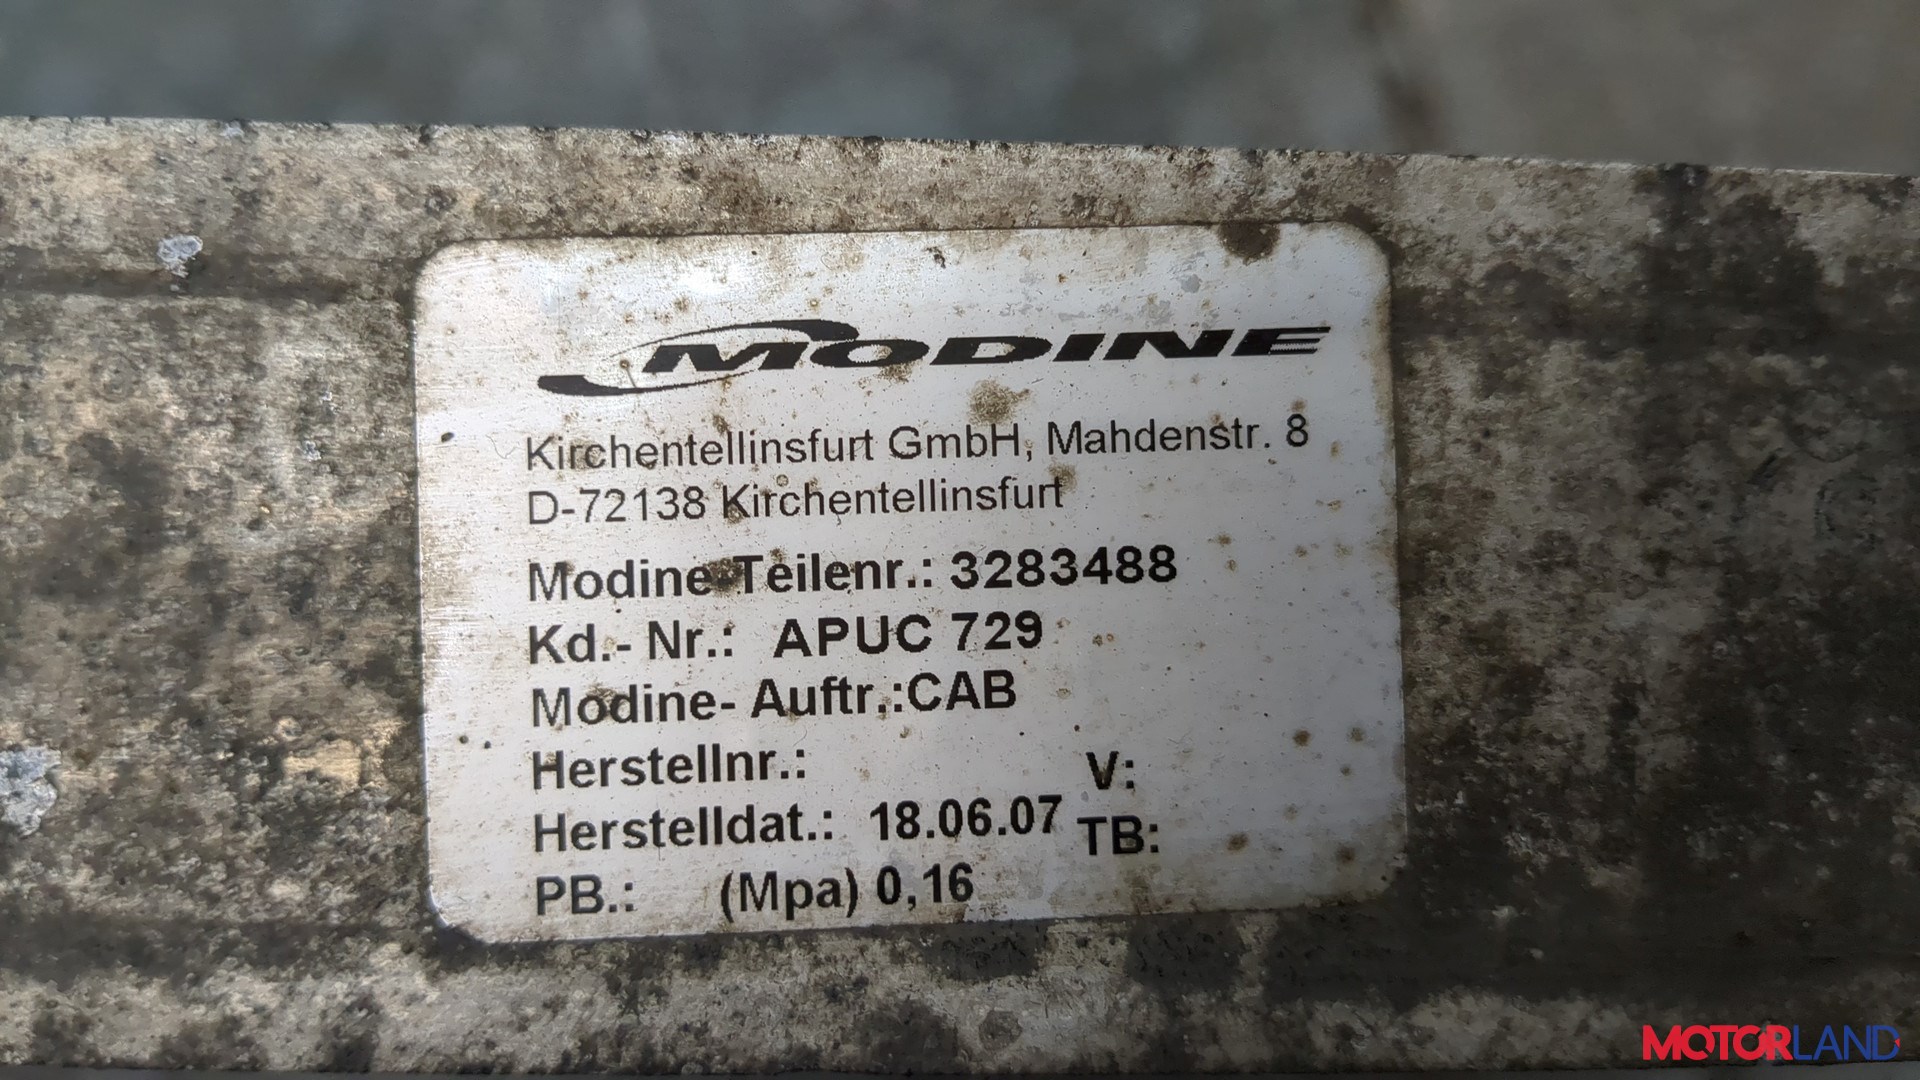 MODINE
Kirchentellinsfurt GmbH, Mahdenstr. 8
D-72138 Kirchentellinsfurt
Modine-Teilenr.: 3283488
Kd.- Nr.: APUC 729
Modine- Auftr.:CAB
Herstellnr.: V:
Herstelldat.: 18.06.07 TB:
PB.: (Mpa) 0,16
MOTORLAND